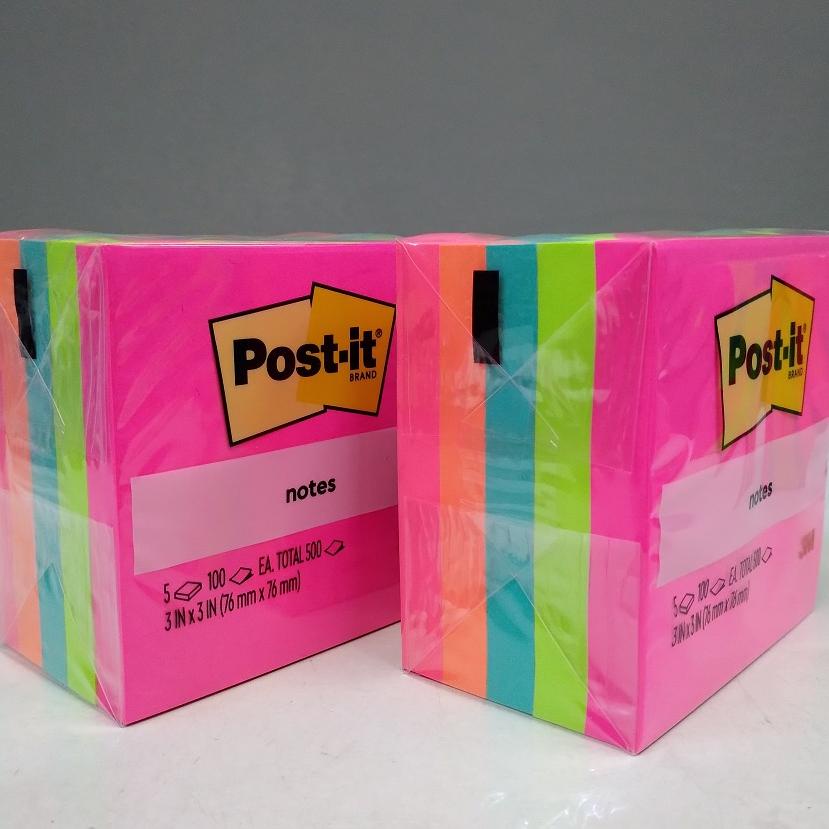 Post-it®
BRAND
notes
5 100 EA. TOTAL 500
3 IN x 3 IN (76 mm x 76 mm)
Post-it®
BRAND
notes
5 100 EA. TOTAL 500
3 IN x 3 IN (76 mm x 76 mm)
3M